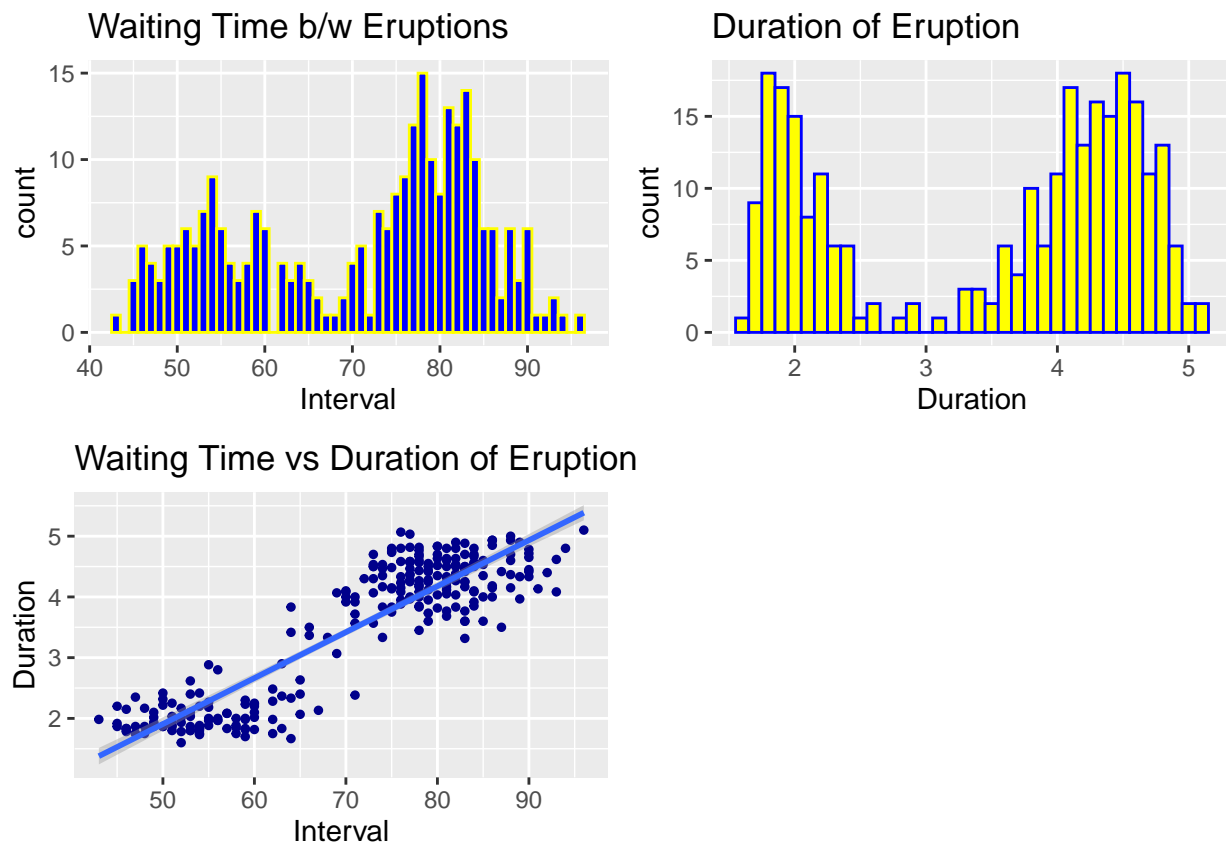 Waiting Time b/w Eruptions
15
10
5
0
count
40 50 60 70 80 90
Interval
Duration of Eruption
15
10
5
0
count
2 3 4 5
Duration
Waiting Time vs Duration of Eruption
5
4
3
2
Duration
50 60 70 80 90
Interval